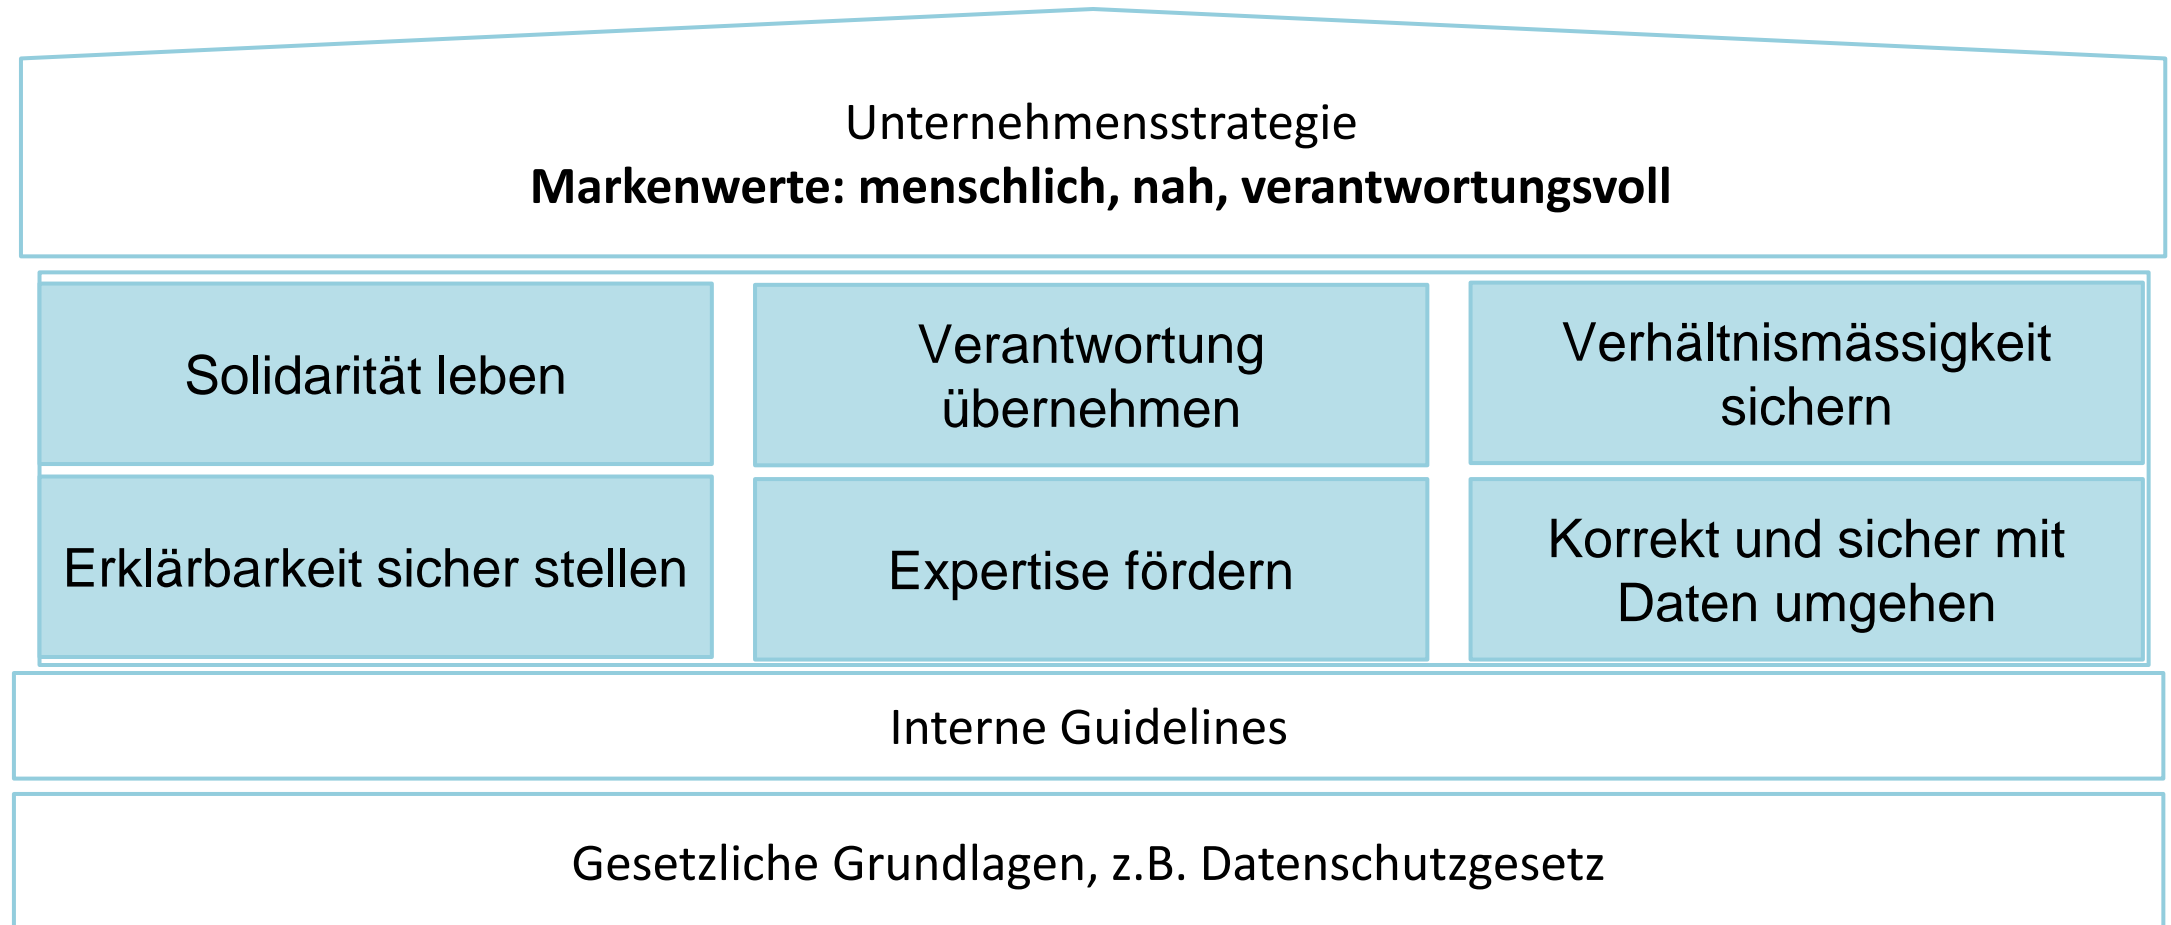 Unternehmensstrategie
Markenwerte: menschlich, nah, verantwortungsvoll
Solidarität leben
Verantwortung
übernehmen
Verhältnismässigkeit
sichern
Erklärbarkeit sicher stellen
Expertise fördern
Korrekt und sicher mit
Daten umgehen
Interne Guidelines
Gesetzliche Grundlagen, z.B. Datenschutzgesetz